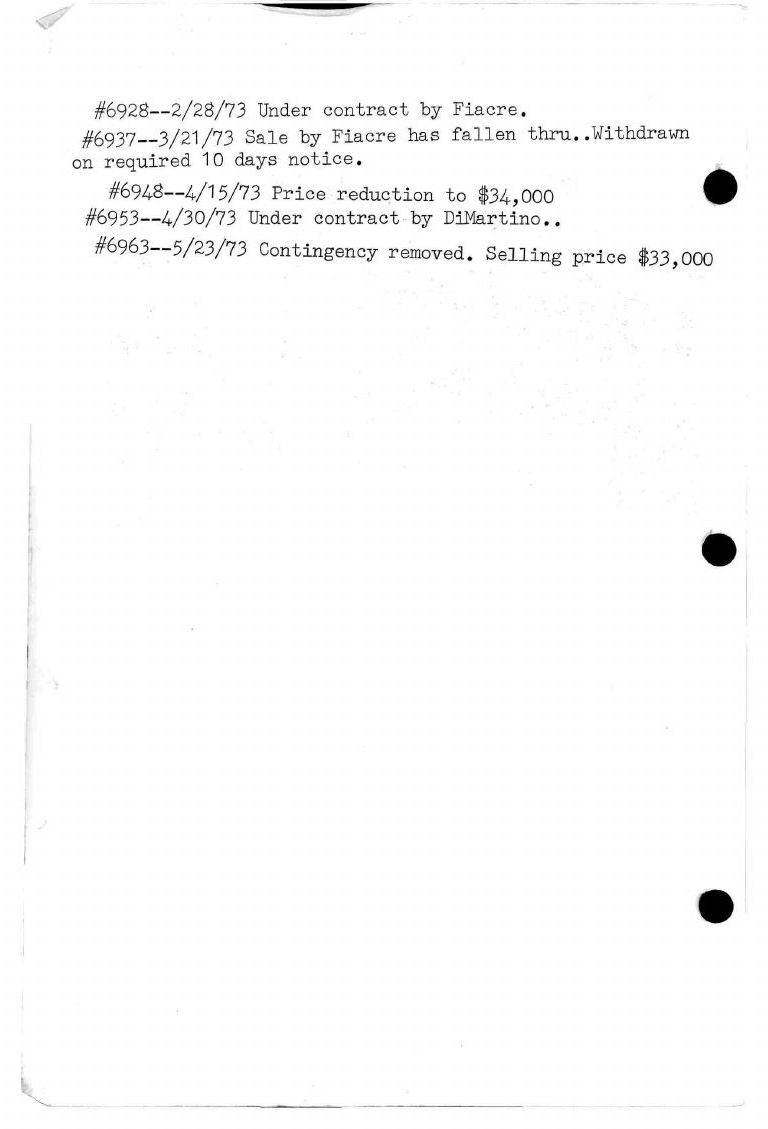 #6928--2/28/73 Under contract by Fiacre.
#6937--3/21/73 Sale by Fiacre has fallen thru..Withdrawn
on required 10 days notice.
#6948--4/15/73 Price reduction to $34,000
#6953--4/30/73 Under contract by DiMartino..
#6963--5/23/73 Contingency removed. Selling price $33,000